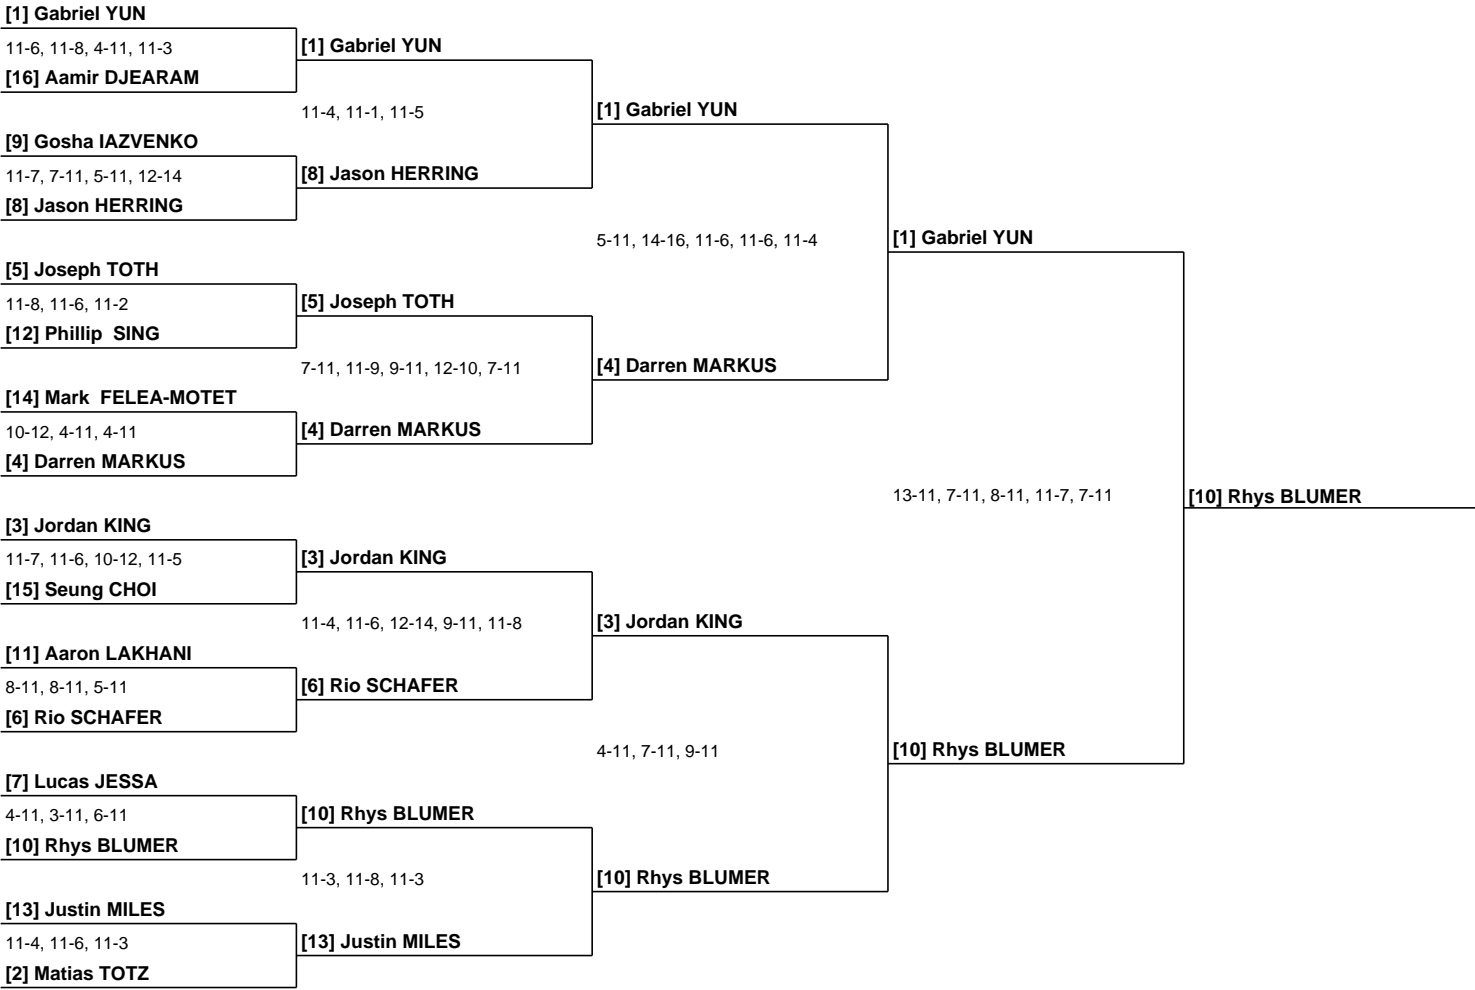 [1] Gabriel YUN
11-6, 11-8, 4-11, 11-3
[16] Aamir DJEARAM
[9] Gosha IAZVENKO
11-7, 7-11, 5-11, 12-14
[8] Jason HERRING
[5] Joseph TOTH
11-8, 11-6, 11-2
[12] Phillip  SING
[14] Mark  FELEA-MOTET
10-12, 4-11, 4-11
[4] Darren MARKUS
[3] Jordan KING
11-7, 11-6, 10-12, 11-5
[15] Seung CHOI
[11] Aaron LAKHANI
8-11, 8-11, 5-11
[6] Rio SCHAFER
[7] Lucas JESSA
4-11, 3-11, 6-11
[10] Rhys BLUMER
[13] Justin MILES
11-4, 11-6, 11-3
[2] Matias TOTZ
[1] Gabriel YUN
11-4, 11-1, 11-5
[8] Jason HERRING
[5] Joseph TOTH
7-11, 11-9, 9-11, 12-10, 7-11
[4] Darren MARKUS
[3] Jordan KING
11-4, 11-6, 12-14, 9-11, 11-8
[6] Rio SCHAFER
[10] Rhys BLUMER
11-3, 11-8, 11-3
[13] Justin MILES
[1] Gabriel YUN
5-11, 14-16, 11-6, 11-6, 11-4
[4] Darren MARKUS
[3] Jordan KING
4-11, 7-11, 9-11
[10] Rhys BLUMER
[1] Gabriel YUN
13-11, 7-11, 8-11, 11-7, 7-11
[10] Rhys BLUMER
[10] Rhys BLUMER